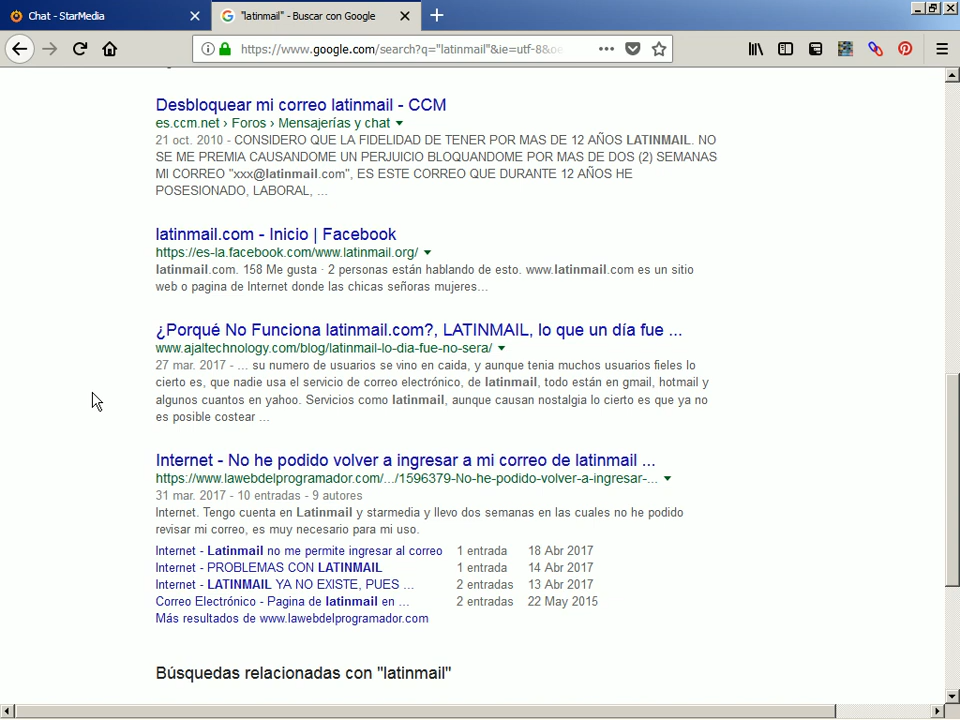 Chat - StarMedia
"latinmail" - Buscar con Google
https://www.google.com/search?q="latinmail"&ie=utf-8&oe
Desbloquear mi correo latinmail - CCM
es.ccm.net › Foros › Mensajerías y chat
21 oct. 2010 - CONSIDERO QUE LA FIDELIDAD DE TENER POR MAS DE 12 AÑOS LATINMAIL. NO
SE ME PREMIA CAUSANDOME UN PERJUICIO BLOQUANDOME POR MAS DE DOS (2) SEMANAS
MI CORREO "xxx@latinmail.com", ES ESTE CORREO QUE DURANTE 12 AÑOS HE
POSESIONADO, LABORAL, ...
latinmail.com - Inicio | Facebook
https://es-la.facebook.com/www.latinmail.org/
latinmail.com. 158 Me gusta · 2 personas están hablando de esto. www.latinmail.com es un sitio
web o pagina de Internet donde las chicas señoras mujeres...
¿Porqué No Funciona latinmail.com?, LATINMAIL, lo que un día fue ...
www.ajaltechnology.com/blog/latinmail-lo-dia-fue-no-sera/
27 mar. 2017 - ... su numero de usuarios se vino en caida, y aunque tenia muchos usuarios fieles lo
cierto es, que nadie usa el servicio de correo electrónico, de latinmail, todo están en gmail, hotmail y
algunos cuantos en yahoo. Servicios como latinmail, aunque causan nostalgia lo cierto es que ya no
es posible costear ...
Internet - No he podido volver a ingresar a mi correo de latinmail ...
https://www.lawebdelprogramador.com/.../1596379-No-he-podido-volver-a-ingresar-...
31 mar. 2017 - 10 entradas - 9 autores
Internet. Tengo cuenta en Latinmail y starmedia y llevo dos semanas en las cuales no he podido
revisar mi correo, es muy necesario para mi uso.
Internet - Latinmail no me permite ingresar al correo 1 entrada 18 Abr 2017
Internet - PROBLEMAS CON LATINMAIL 1 entrada 14 Abr 2017
Internet - LATINMAIL YA NO EXISTE, PUES ... 2 entradas 13 Abr 2017
Correo Electrónico - Pagina de latinmail en ... 2 entradas 22 May 2015
Más resultados de www.lawebdelprogramador.com
Búsquedas relacionadas con "latinmail"